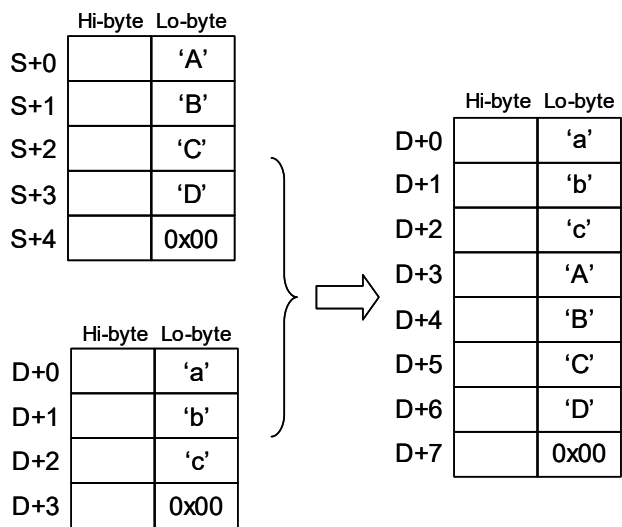 Hi-byte Lo-byte
S+0 ‘A’
S+1 ‘B’
S+2 ‘C’
S+3 ‘D’
S+4 0x00
Hi-byte Lo-byte
D+0 ‘a’
D+1 ‘b’
D+2 ‘c’
D+3 0x00
Hi-byte Lo-byte
D+0 ‘a’
D+1 ‘b’
D+2 ‘c’
D+3 ‘A’
D+4 ‘B’
D+5 ‘C’
D+6 ‘D’
D+7 0x00